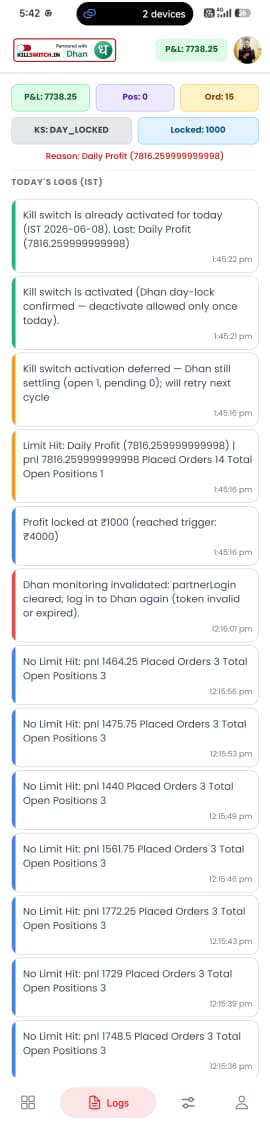 5:42
2 devices
4G
KILLSWITCH.IN Partnered with Dhan
P&L: 7738.25
P&L: 7738.25 Pos: 0 Ord: 15
KS: DAY_LOCKED Locked: 1000
Reason: Daily Profit (7816.259999999998)
TODAY'S LOGS (IST)
Kill switch is already activated for today
(IST 2026-06-08). Last: Daily Profit
(7816.259999999998)
1:45:22 pm
Kill switch is activated (Dhan day-lock
confirmed — deactivate allowed only once
today).
1:45:21 pm
Kill switch activation deferred — Dhan still
settling (open 1, pending 0); will retry next
cycle
1:45:16 pm
Limit Hit: Daily Profit (7816.259999999998) |
pnl 7816.259999999998 Placed Orders 14 Total
Open Positions 1
1:45:16 pm
Profit locked at ₹1000 (reached trigger:
₹4000)
1:45:16 pm
Dhan monitoring invalidated: partnerLogin
cleared; log in to Dhan again (token invalid
or expired).
12:16:01 pm
No Limit Hit: pnl 1464.25 Placed Orders 3 Total
Open Positions 3
12:15:56 pm
No Limit Hit: pnl 1475.75 Placed Orders 3 Total
Open Positions 3
12:15:53 pm
No Limit Hit: pnl 1440 Placed Orders 3 Total
Open Positions 3
12:15:49 pm
No Limit Hit: pnl 1561.75 Placed Orders 3 Total
Open Positions 3
12:15:46 pm
No Limit Hit: pnl 1772.25 Placed Orders 3 Total
Open Positions 3
12:15:43 pm
No Limit Hit: pnl 1729 Placed Orders 3 Total
Open Positions 3
12:15:39 pm
No Limit Hit: pnl 1748.5 Placed Orders 3 Total
Open Positions 3
12:15:36 pm
Logs